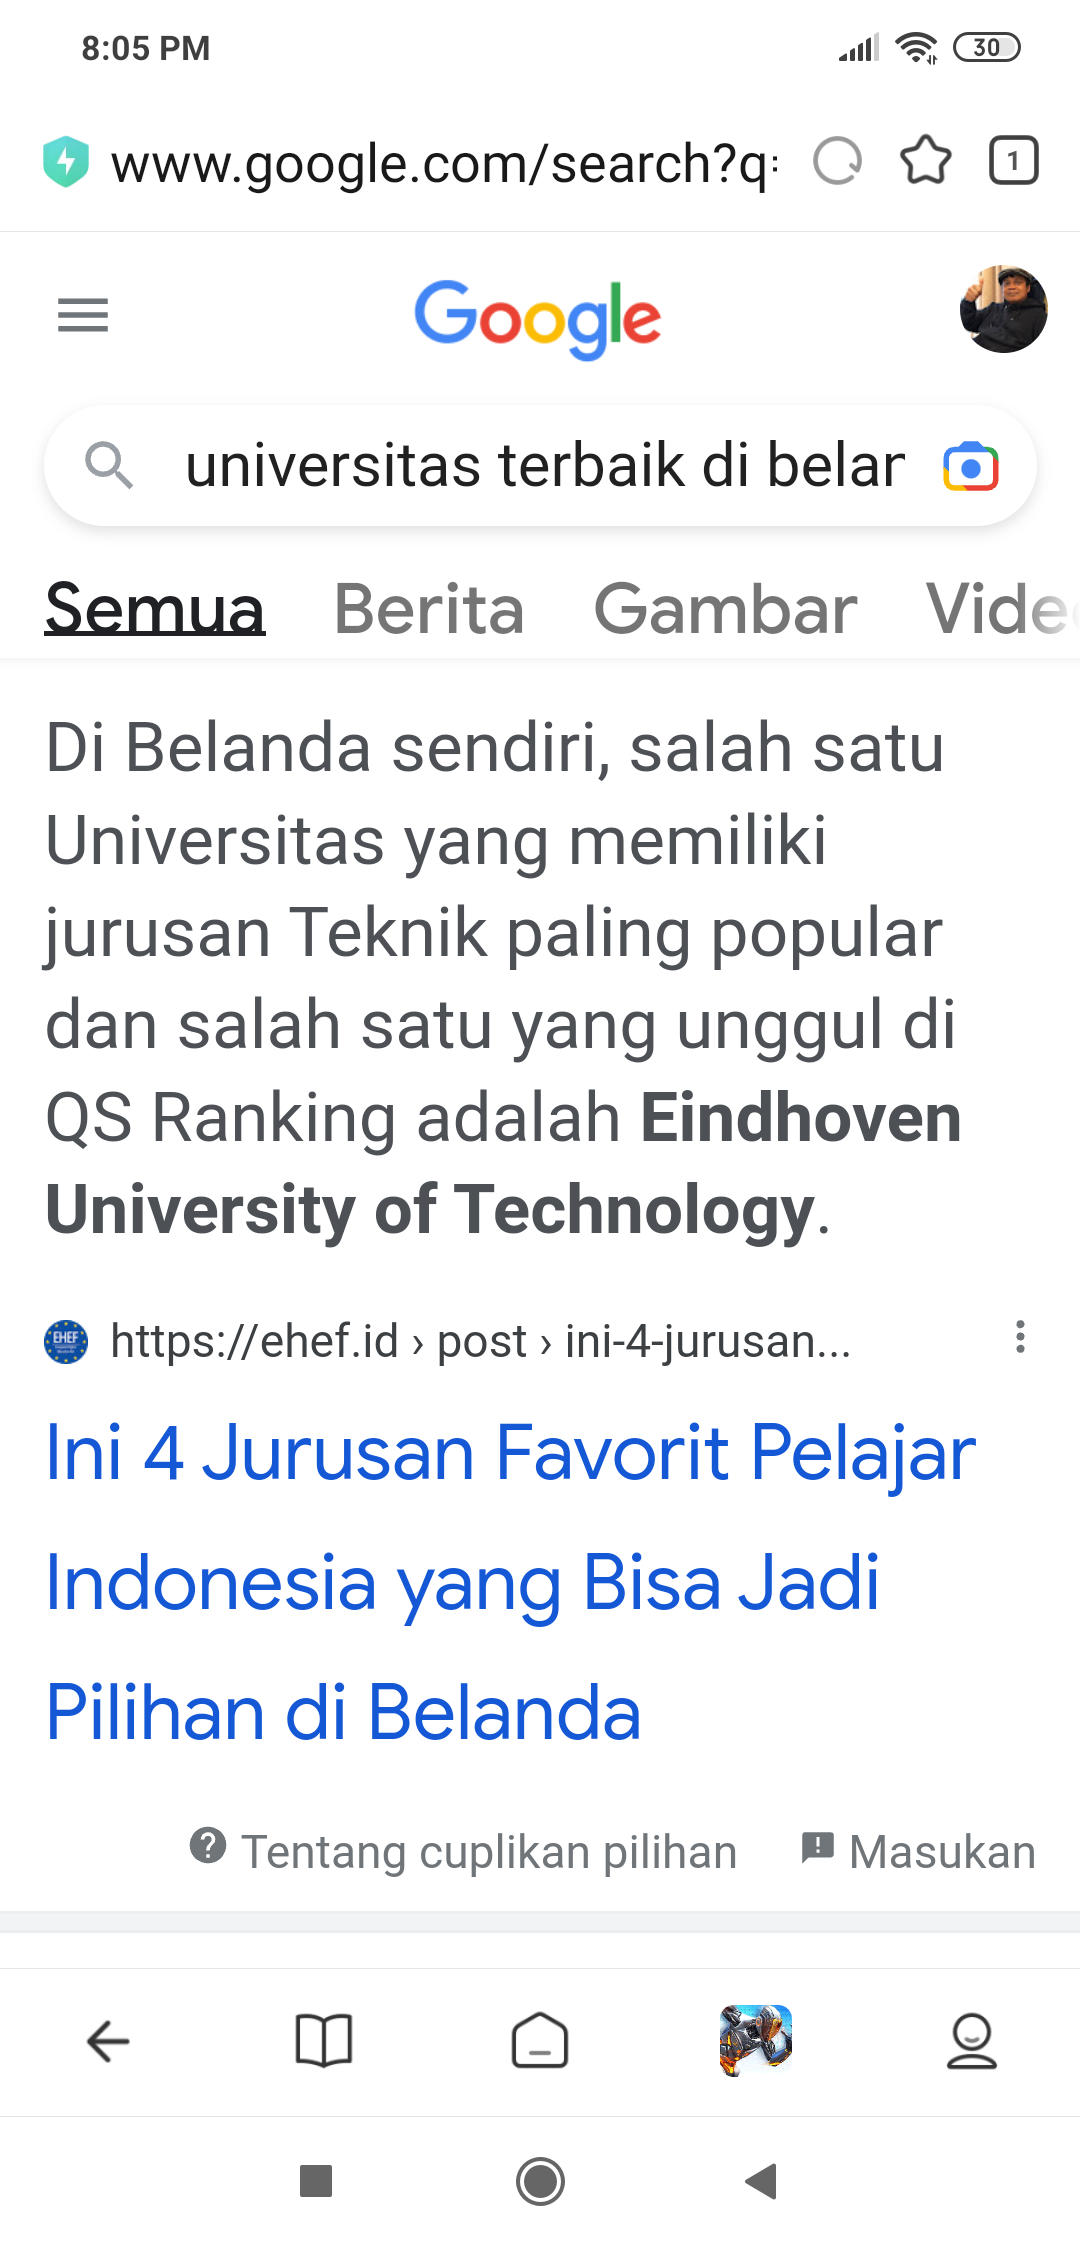 8:05 PM
30
www.google.com/search?q=
1
Google
universitas terbaik di belan
Semua Berita Gambar Video
Di Belanda sendiri, salah satu
Universitas yang memiliki
jurusan Teknik paling popular
dan salah satu yang unggul di
QS Ranking adalah Eindhoven
University of Technology.
EHEF
https://ehef.id › post › ini-4-jurusan...
Ini 4 Jurusan Favorit Pelajar
Indonesia yang Bisa Jadi
Pilihan di Belanda
Tentang cuplikan pilihan Masukan